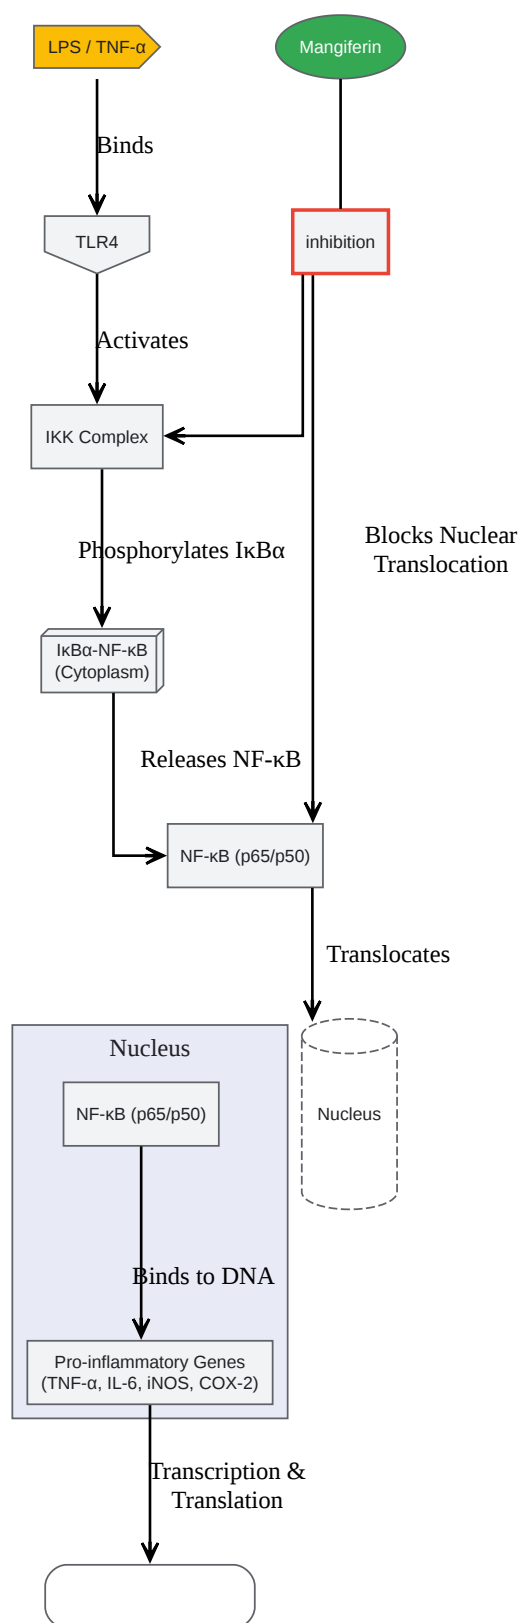 LPS / TNF-α
Mangiferin
Binds
TLR4
inhibition
Activates
IKK Complex
Blocks Nuclear
Translocation
Phosphorylates IκBα
IκBα-NF-κB
(Cytoplasm)
Releases NF-κB
NF-κB (p65/p50)
Translocates
Nucleus
NF-κB (p65/p50)
Nucleus
Binds to DNA
Pro-inflammatory Genes
(TNF-α, IL-6, iNOS, COX-2)
Transcription &
Translation